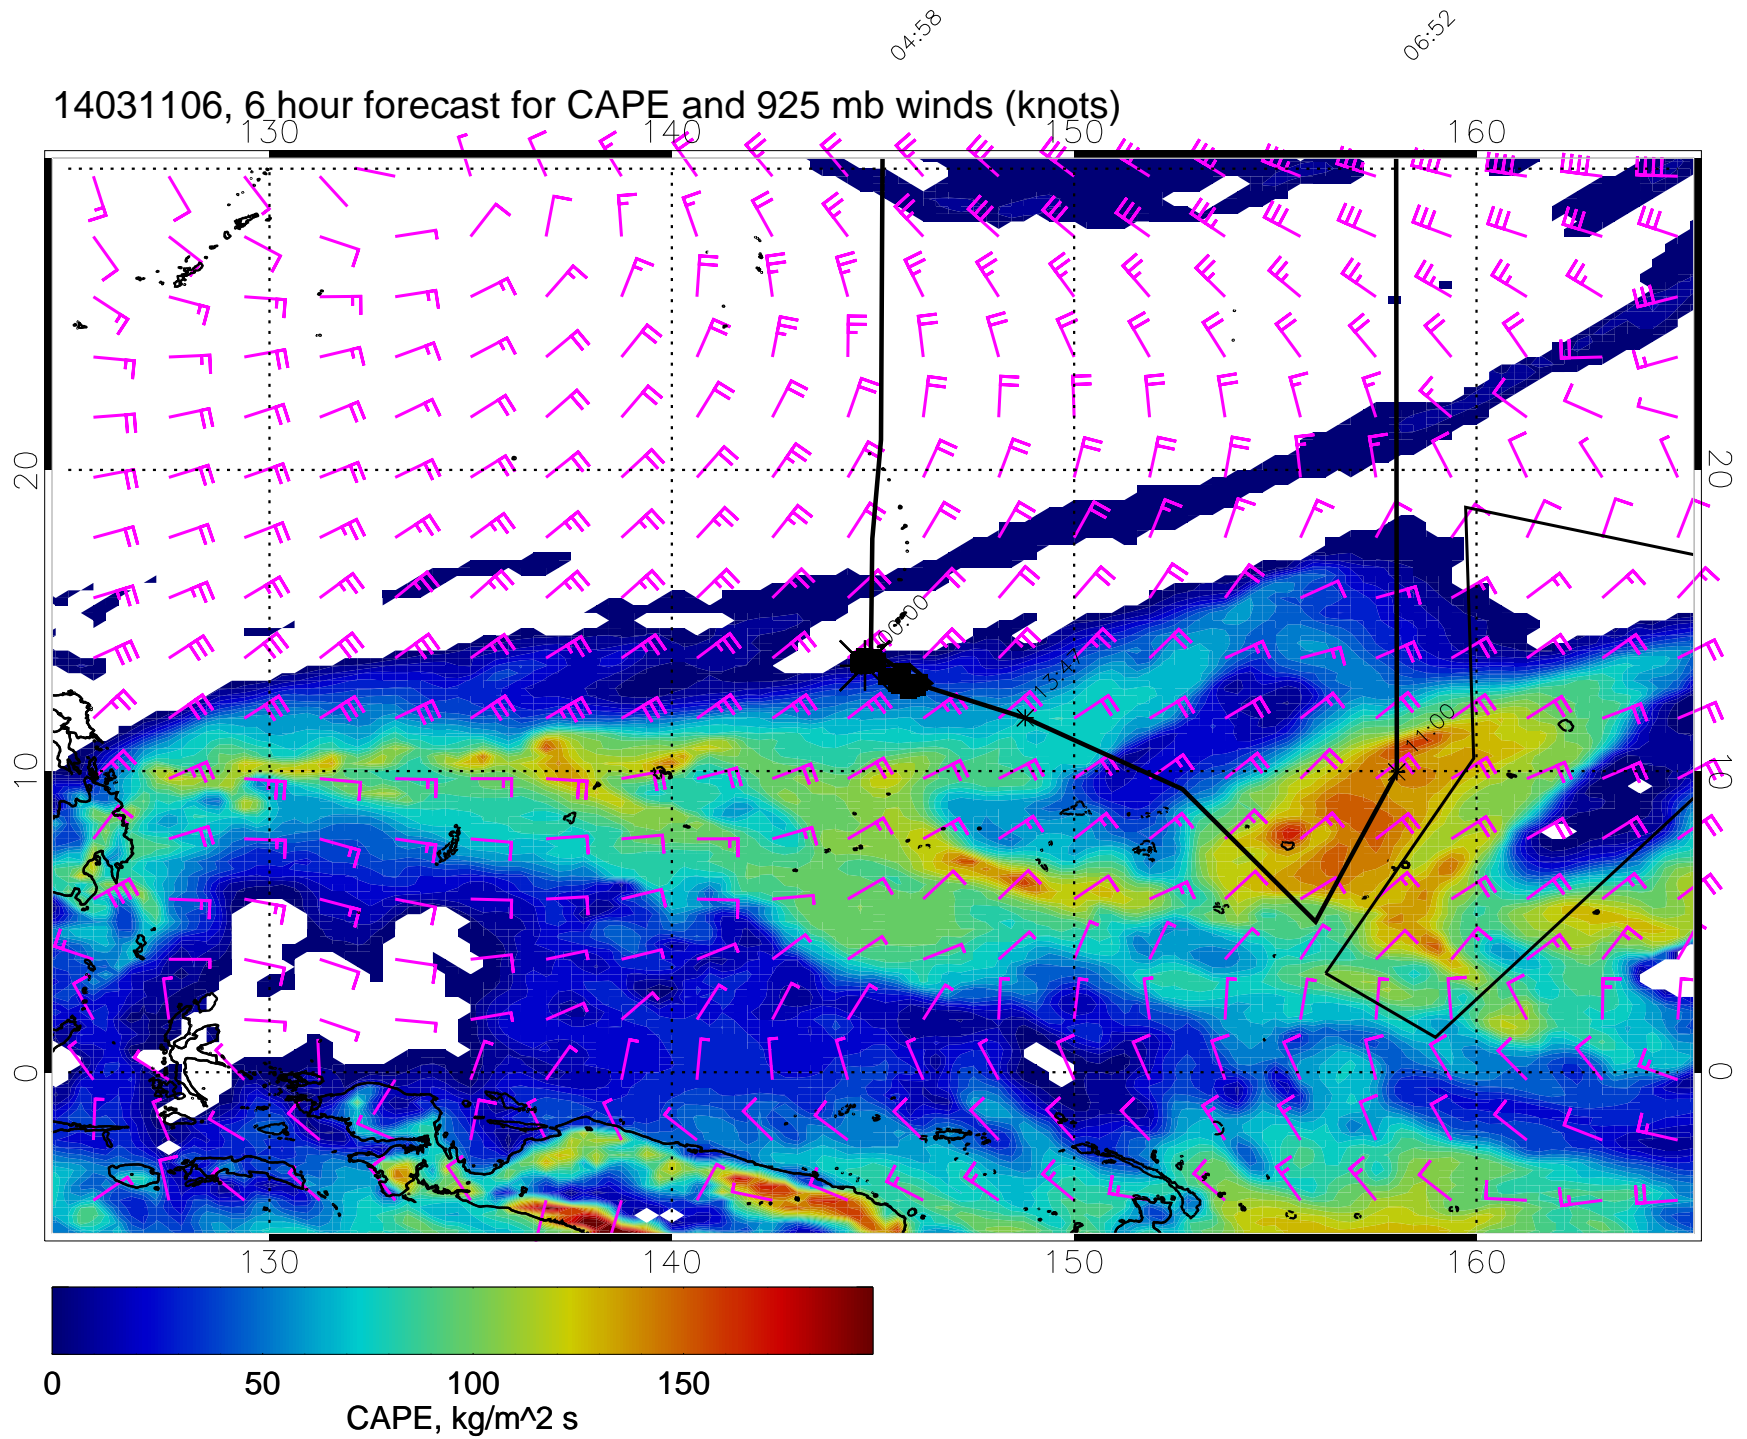 04:58 06:52
14031106, 6 hour forecast for CAPE and 925 mb winds (knots)
130 140 150 160
20 20
00:00
13:47
11:00
10 10
0 0
130 140 150 160
0 50 100 150
CAPE, kg/m^2 s